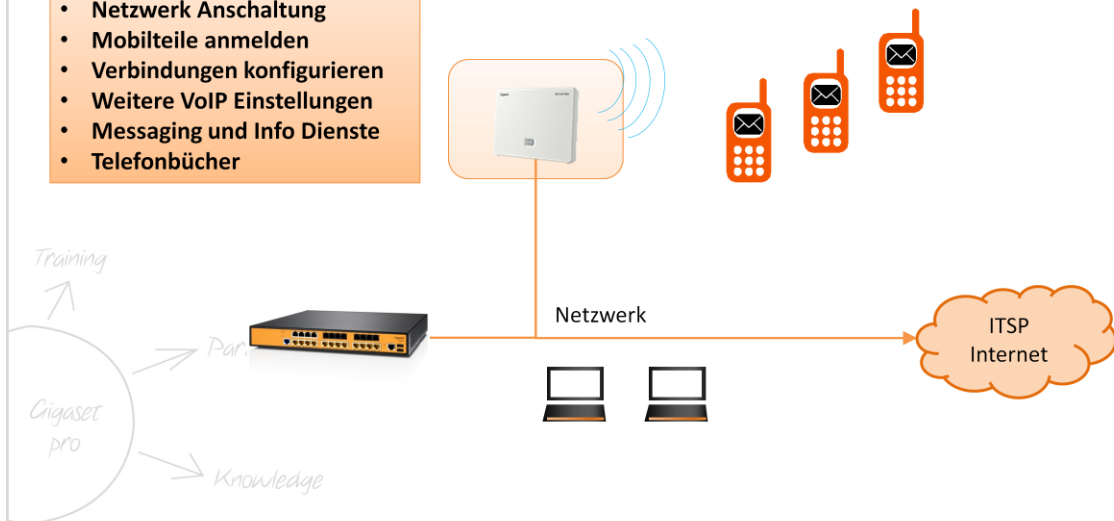 • Netzwerk Anschaltung
• Mobilteile anmelden
• Verbindungen konfigurieren
• Weitere VoIP Einstellungen
• Messaging und Info Dienste
• Telefonbücher
Training
Netzwerk
ITSP
Internet
Par.
Gigaset
pro
Knowledge